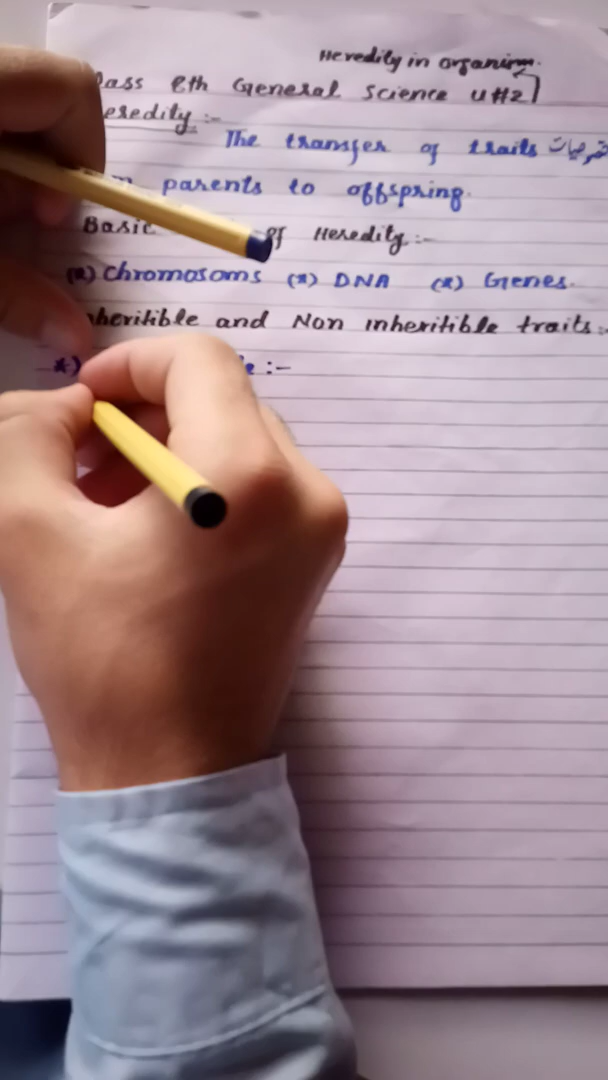 Heredity in organism.
lass 8th General Science U#2
eredity :-
The transfer of traits
parents to offspring.
Basic of Heredity :-
(*) Chromosoms (*) DNA (*) Genes.
nheritible and Non inheritible traits :-
*) e :-